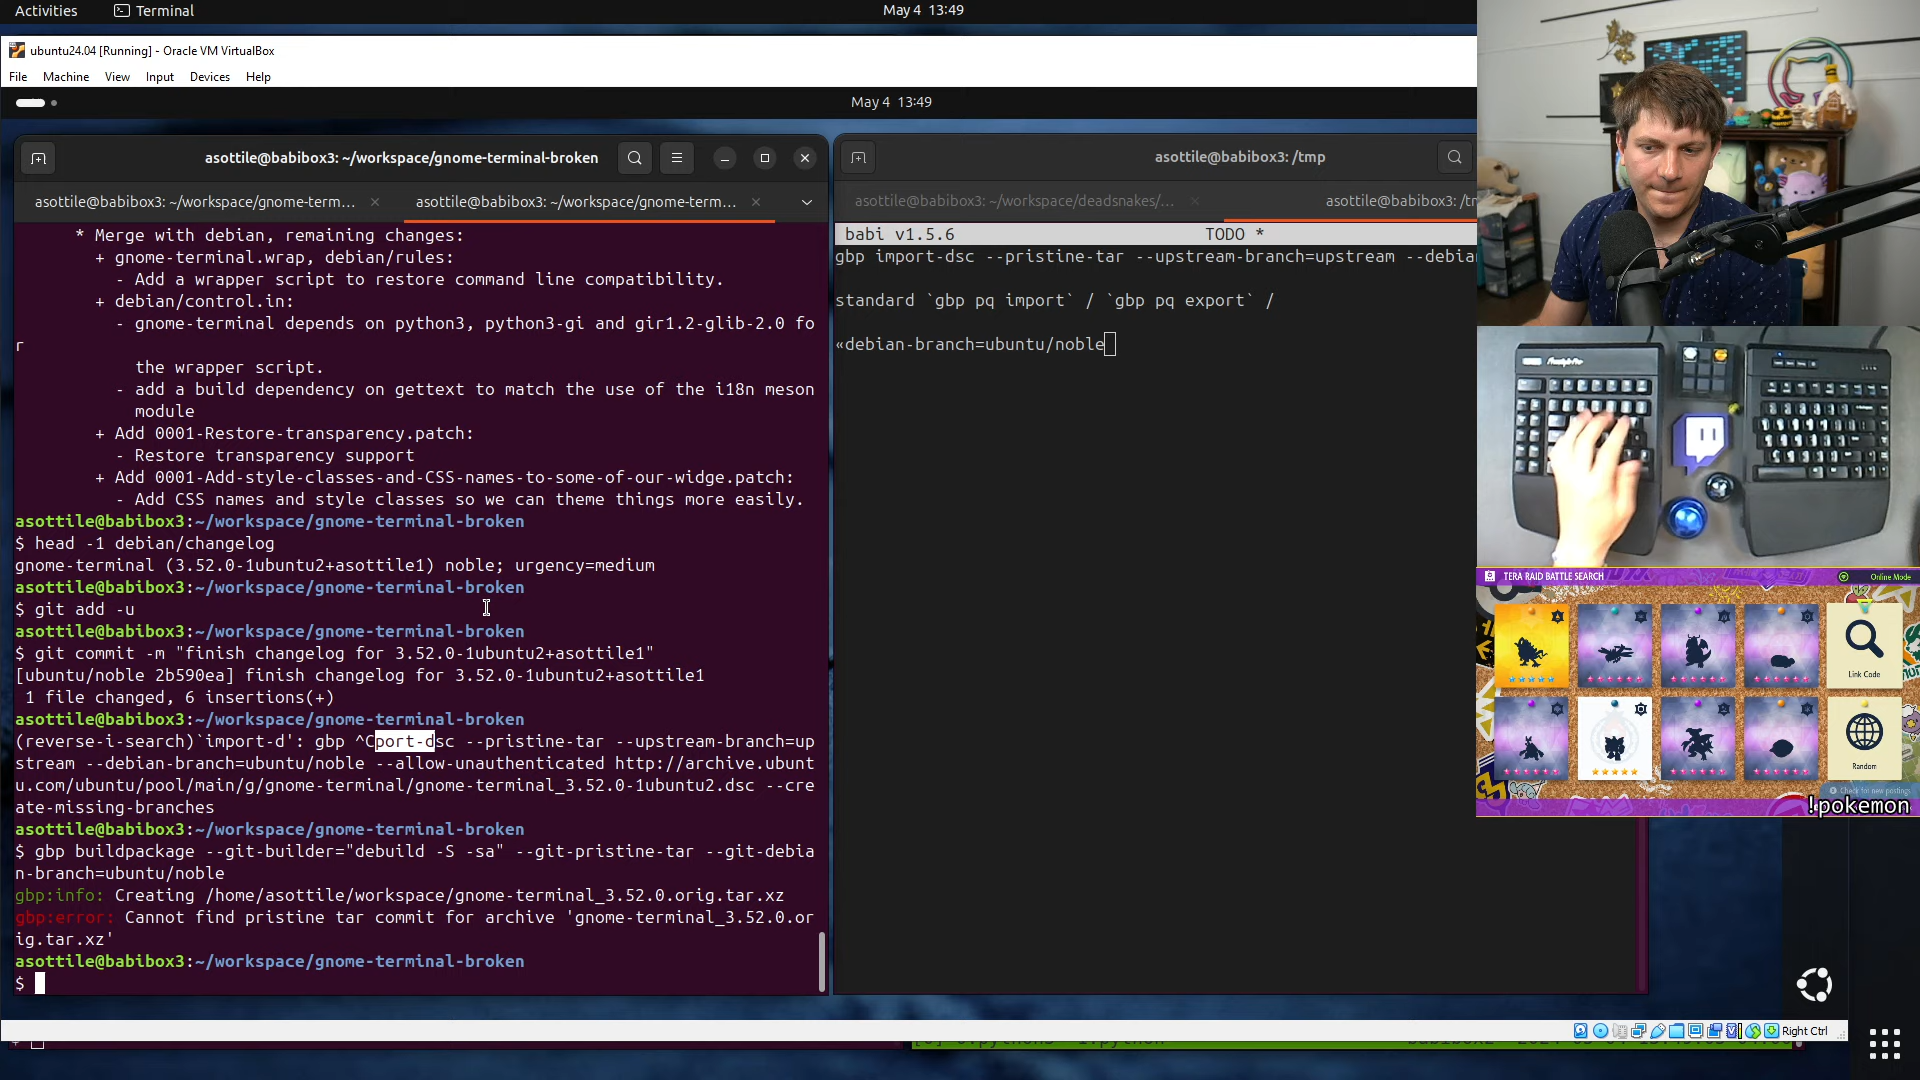 Activities
Terminal
May 4 13:49
ubuntu24.04 [Running] - Oracle VM VirtualBox
File Machine View Input Devices Help
May 4 13:49
asottile@babibox3: ~/workspace/gnome-terminal-broken
asottile@babibox3: ~/workspace/gnome-term...
asottile@babibox3: ~/workspace/gnome-term...
* Merge with debian, remaining changes:
+ gnome-terminal.wrap, debian/rules:
- Add a wrapper script to restore command line compatibility.
+ debian/control.in:
- gnome-terminal depends on python3, python3-gi and gir1.2-glib-2.0 fo
r
the wrapper script.
- add a build dependency on gettext to match the use of the i18n meson
module
+ Add 0001-Restore-transparency.patch:
- Restore transparency support
+ Add 0001-Add-style-classes-and-CSS-names-to-some-of-our-widge.patch:
- Add CSS names and style classes so we can theme things more easily.
asottile@babibox3:~/workspace/gnome-terminal-broken
$ head -1 debian/changelog
gnome-terminal (3.52.0-1ubuntu2+asottile1) noble; urgency=medium
asottile@babibox3:~/workspace/gnome-terminal-broken
$ git add -u
asottile@babibox3:~/workspace/gnome-terminal-broken
$ git commit -m "finish changelog for 3.52.0-1ubuntu2+asottile1"
[ubuntu/noble 2b590ea] finish changelog for 3.52.0-1ubuntu2+asottile1
1 file changed, 6 insertions(+)
asottile@babibox3:~/workspace/gnome-terminal-broken
(reverse-i-search)`import-d': gbp ^Cport-dsc --pristine-tar --upstream-branch=up
stream --debian-branch=ubuntu/noble --allow-unauthenticated http://archive.ubunt
u.com/ubuntu/pool/main/g/gnome-terminal/gnome-terminal_3.52.0-1ubuntu2.dsc --cre
ate-missing-branches
asottile@babibox3:~/workspace/gnome-terminal-broken
$ gbp buildpackage --git-builder="debuild -S -sa" --git-pristine-tar --git-debia
n-branch=ubuntu/noble
gbp:info: Creating /home/asottile/workspace/gnome-terminal_3.52.0.orig.tar.xz
gbp:error: Cannot find pristine tar commit for archive 'gnome-terminal_3.52.0.or
ig.tar.xz'
asottile@babibox3:~/workspace/gnome-terminal-broken
$
asottile@babibox3: /tmp
asottile@babibox3: ~/workspace/deadsnakes/...
asottile@babibox3: /t
babi v1.5.6 TODO *
gbp import-dsc --pristine-tar --upstream-branch=upstream --debia
standard `gbp pq import` / `gbp pq export` /
«debian-branch=ubuntu/noble
TERA RAID BATTLE SEARCH
Online Mode
Link Code
Random
Check for new postings
!pokemon
Right Ctrl